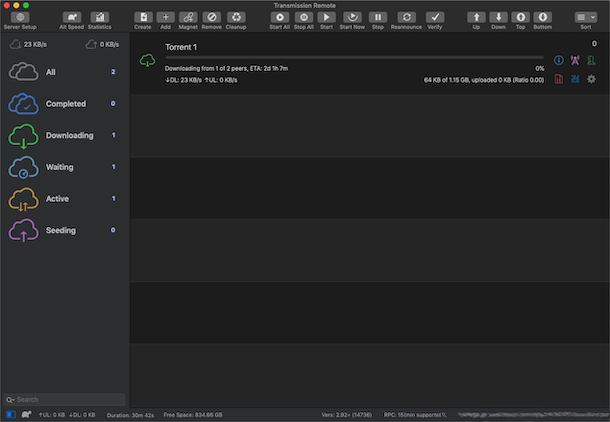 Transmission Remote
Server Setup Alt Speed Statistics Create Add Magnet Remove Cleanup Start All Stop All Start Start Now Stop Reannounce Verify Up Down Top Bottom Sort
23 KB/s 0 KB/s
All 2
Completed 0
Downloading 1
Waiting 1
Active 1
Seeding 0
Torrent 1 0
Downloading from 1 of 2 peers, ETA: 2d 1h 7m 0%
↓DL: 23 KB/s ↑UL: 0 KB/s 64 KB of 1.15 GB, uploaded 0 KB (Ratio 0.00)
Search
↑UL: 0 KB ↓DL: 0 KB Duration: 30m 42s Free Space: 834.66 GB Vers: 2.92+ (14736) RPC: 15